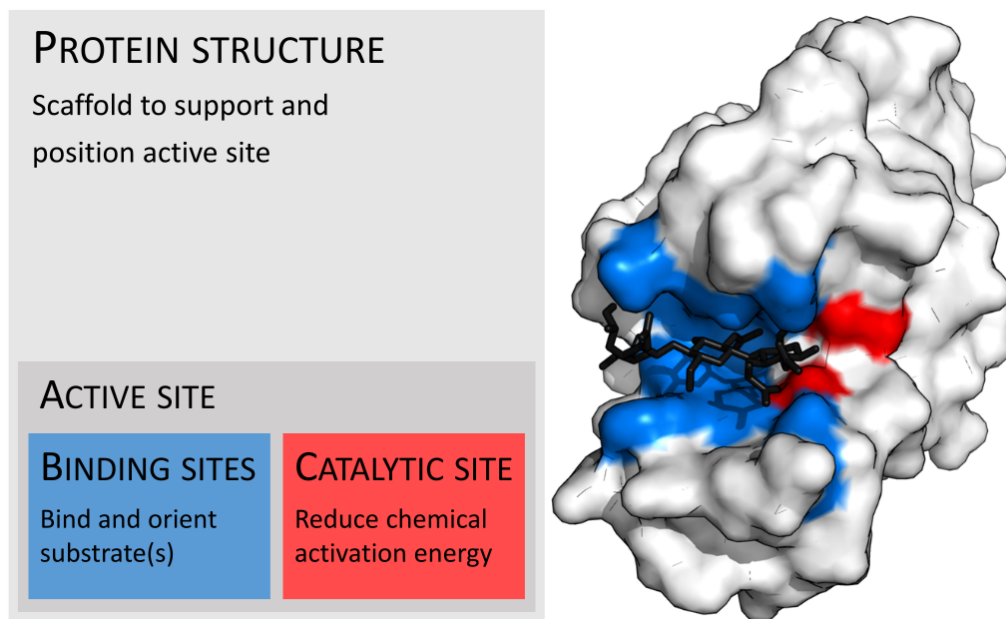 PROTEIN STRUCTURE
Scaffold to support and
position active site
ACTIVE SITE
BINDING SITES
Bind and orient
substrate(s)
CATALYTIC SITE
Reduce chemical
activation energy